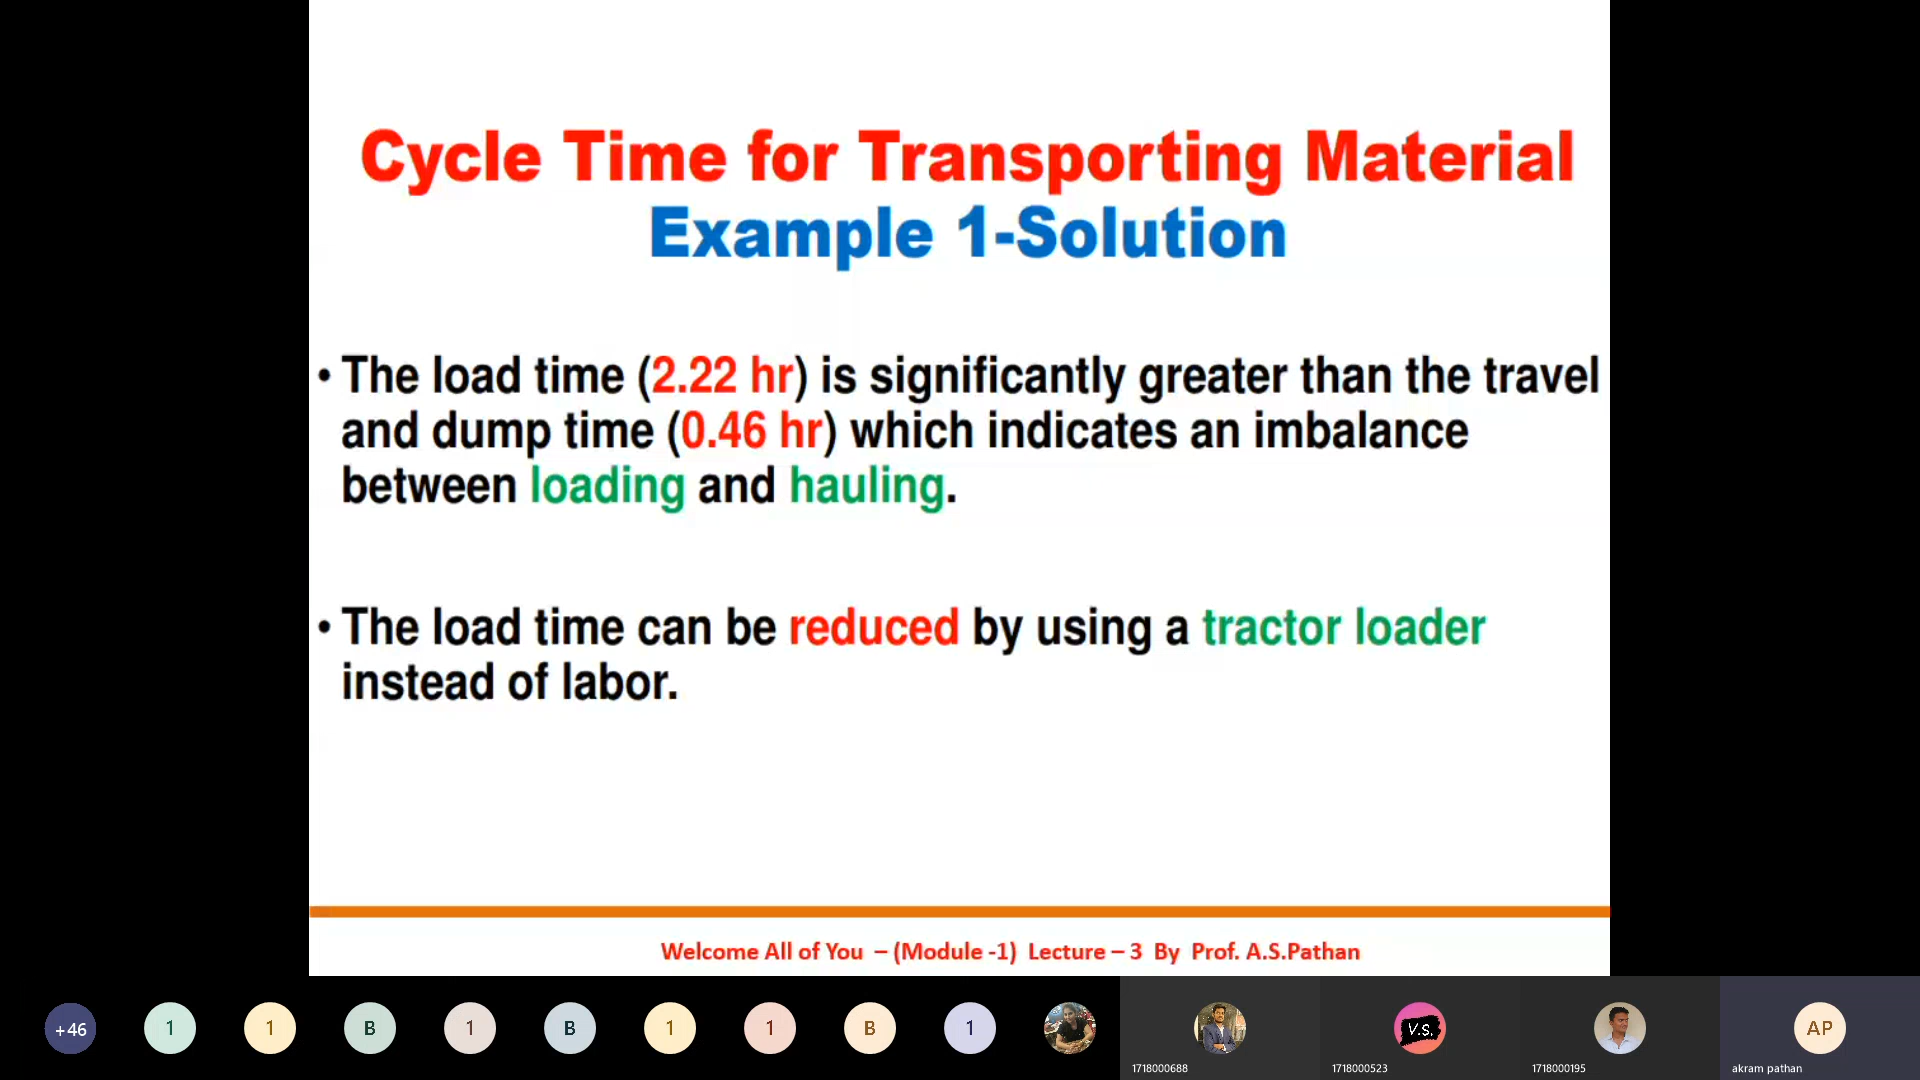 Cycle Time for Transporting Material
Example 1-Solution
• The load time (2.22 hr) is significantly greater than the travel
and dump time (0.46 hr) which indicates an imbalance
between loading and hauling.
• The load time can be reduced by using a tractor loader
instead of labor.
Welcome All of You – (Module -1) Lecture – 3 By Prof. A.S.Pathan
+46 1 1 B 1 B 1 1 B 1 V.S. AP
1718000688 1718000523 1718000195 akram pathan